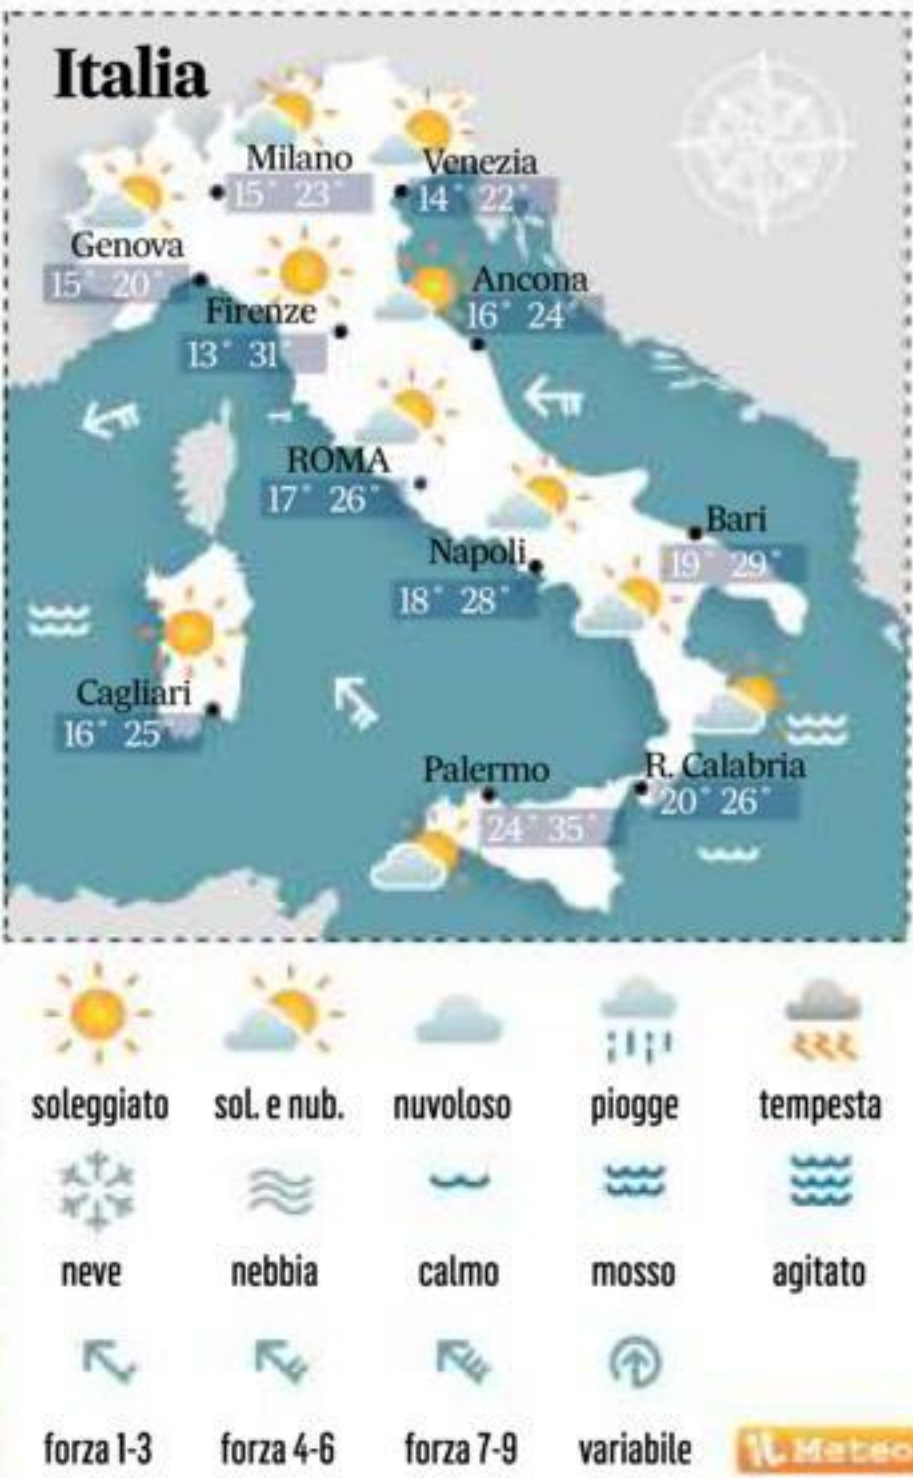 Italia
Milano
15° 23°
Venezia
14° 22°
Genova
15° 20°
Firenze
13° 31°
Ancona
16° 24°
ROMA
17° 26°
Napoli
18° 28°
Bari
19° 29°
Cagliari
16° 25°
Palermo
24° 35°
R. Calabria
20° 26°
soleggiato sol. e nub. nuvoloso piogge tempesta
neve nebbia calmo mosso agitato
forza 1-3 forza 4-6 forza 7-9 variabile
iL Meteo